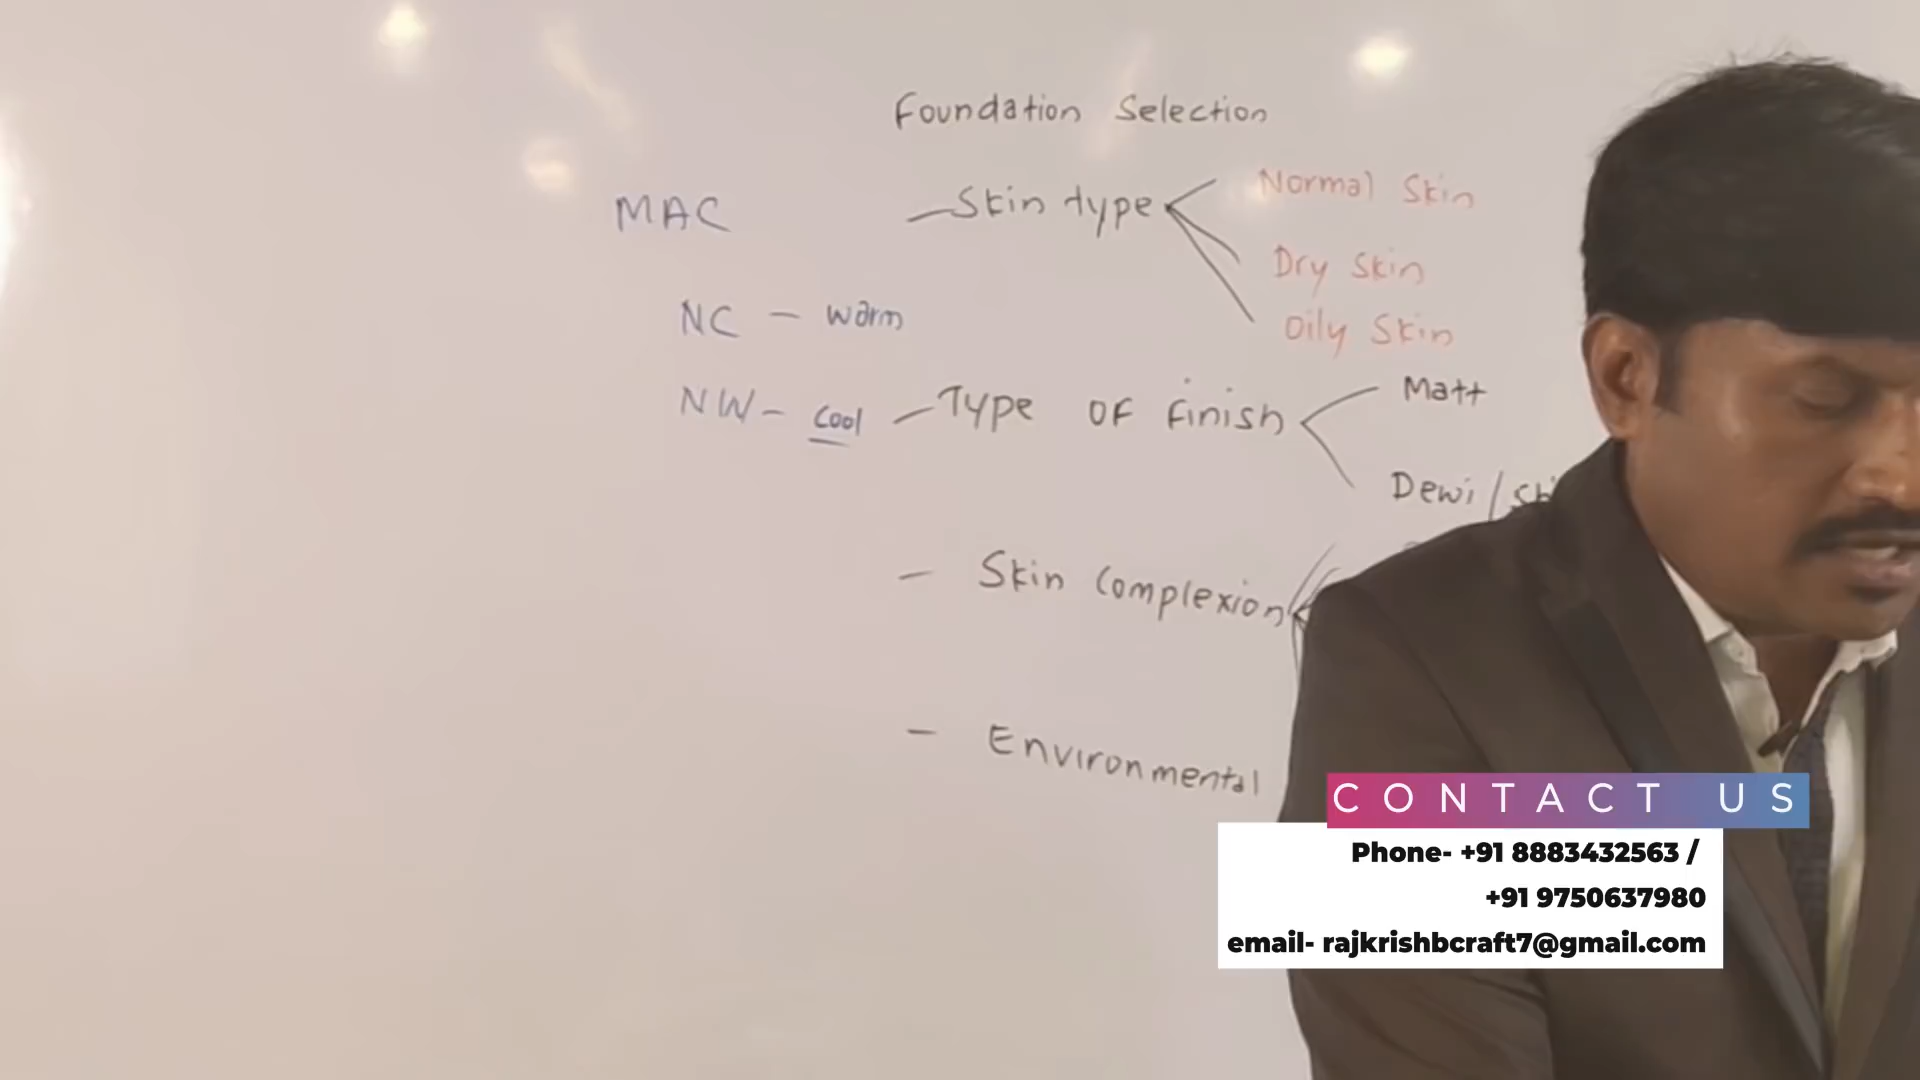 Foundation Selection
MAC
NC - warm
NW - cool
- Skin type
Normal Skin
Dry Skin
Oily Skin
- Type OF Finish
Matt
Dewi /
- Skin Complexion
- Environmental
CONTACT US
Phone- +91 8883432563 /
+91 9750637980
email- rajkrishbcraft7@gmail.com